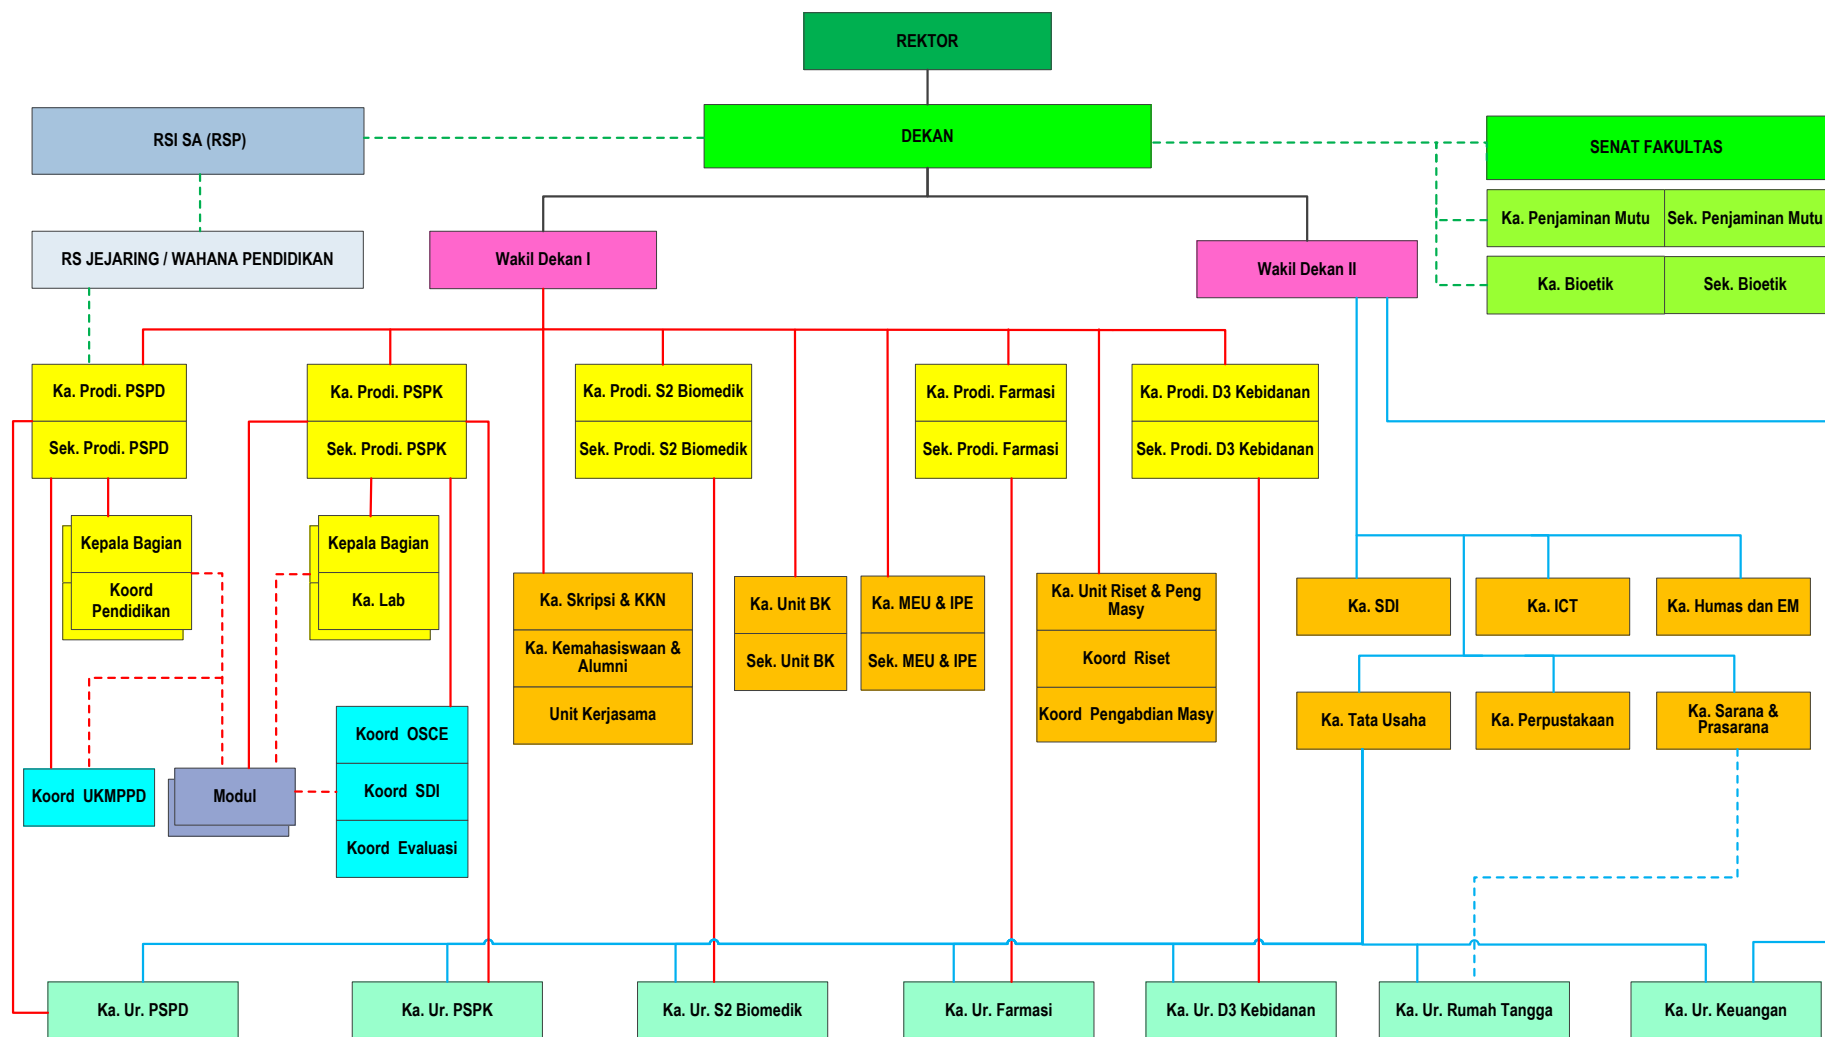 REKTOR
RSI SA (RSP)
DEKAN
SENAT FAKULTAS
Ka. Penjaminan Mutu
Sek. Penjaminan Mutu
RS JEJARING / WAHANA PENDIDIKAN
Wakil Dekan I
Wakil Dekan II
Ka. Bioetik
Sek. Bioetik
Ka. Prodi. PSPD
Sek. Prodi. PSPD
Ka. Prodi. PSPK
Sek. Prodi. PSPK
Ka. Prodi. S2 Biomedik
Sek. Prodi. S2 Biomedik
Ka. Prodi. Farmasi
Sek. Prodi. Farmasi
Ka. Prodi. D3 Kebidanan
Sek. Prodi. D3 Kebidanan
Kepala Bagian
Koord
Pendidikan
Kepala Bagian
Ka. Lab
Ka. Skripsi & KKN
Ka. Kemahasiswaan &
Alumni
Unit Kerjasama
Ka. Unit BK
Sek. Unit BK
Ka. MEU & IPE
Sek. MEU & IPE
Ka. Unit Riset & Peng
Masy
Koord Riset
Koord Pengabdian Masy
Ka. SDI
Ka. ICT
Ka. Humas dan EM
Ka. Tata Usaha
Ka. Perpustakaan
Ka. Sarana &
Prasarana
Koord UKMPPD
Modul
Koord OSCE
Koord SDI
Koord Evaluasi
Ka. Ur. PSPD
Ka. Ur. PSPK
Ka. Ur. S2 Biomedik
Ka. Ur. Farmasi
Ka. Ur. D3 Kebidanan
Ka. Ur. Rumah Tangga
Ka. Ur. Keuangan